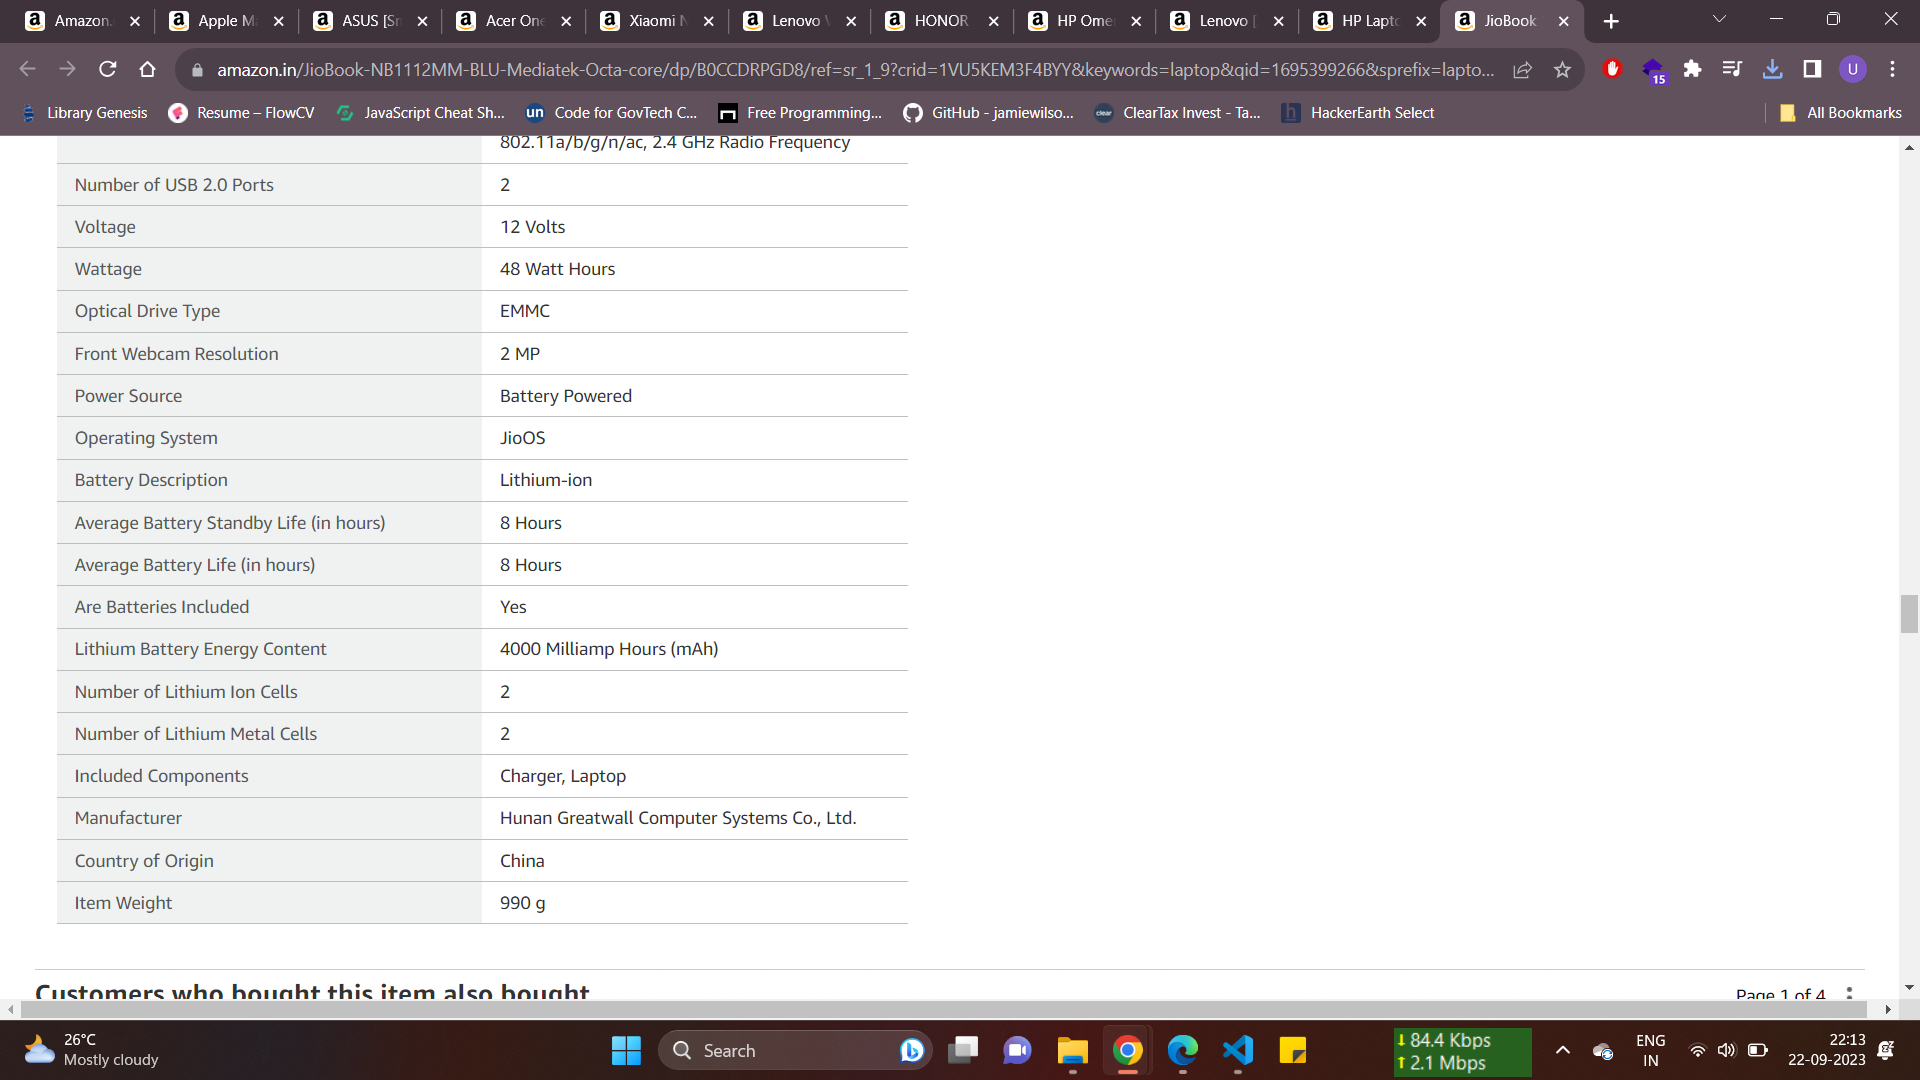 Amazon.
Apple Ma
ASUS [Sm
Acer One
Xiaomi N
Lenovo V
HONOR
HP Ome
Lenovo [
HP Lapto
JioBook
amazon.in/JioBook-NB1112MM-BLU-Mediatek-Octa-core/dp/B0CCDRPGD8/ref=sr_1_9?crid=1VU5KEM3F4BYY&keywords=laptop&qid=1695399266&sprefix=lapto...
15
U
Library Genesis
Resume – FlowCV
JavaScript Cheat Sh...
un Code for GovTech C...
Free Programming...
GitHub - jamiewilso...
clear ClearTax Invest - Ta...
h HackerEarth Select
All Bookmarks
802.11a/b/g/n/ac, 2.4 GHz Radio Frequency
Number of USB 2.0 Ports 2
Voltage 12 Volts
Wattage 48 Watt Hours
Optical Drive Type EMMC
Front Webcam Resolution 2 MP
Power Source Battery Powered
Operating System JioOS
Battery Description Lithium-ion
Average Battery Standby Life (in hours) 8 Hours
Average Battery Life (in hours) 8 Hours
Are Batteries Included Yes
Lithium Battery Energy Content 4000 Milliamp Hours (mAh)
Number of Lithium Ion Cells 2
Number of Lithium Metal Cells 2
Included Components Charger, Laptop
Manufacturer Hunan Greatwall Computer Systems Co., Ltd.
Country of Origin China
Item Weight 990 g
Customers who bought this item also bought
Page 1 of 4
26°C
Mostly cloudy
Search
84.4 Kbps
2.1 Mbps
ENG
IN
22:13
22-09-2023